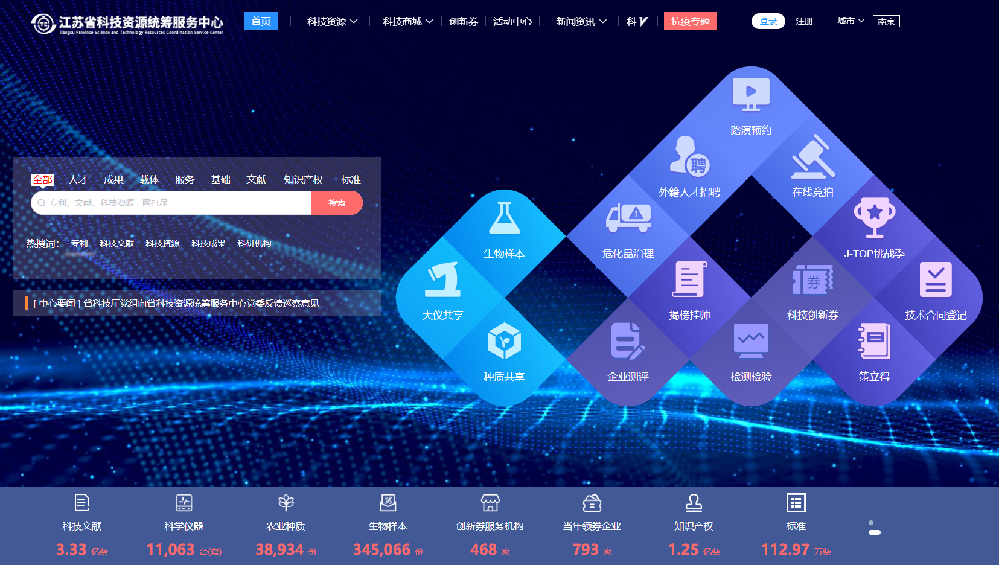 江苏省科技资源统筹服务中心
Jiangsu Province Science and Technology Resources Coordination Service Center
首页
科技资源
科技商城
创新券
活动中心
新闻资讯
科V
抗疫专题
登录
注册
城市
南京
路演预约
聘
外籍人才招聘
在线竞拍
全部 人才 成果 载体 服务 基础 文献 知识产权 标准
专利、文献、科技资源一网打尽
搜索
热搜词： 专利 科技文献 科技资源 科技成果 科研机构
生物样本
危化品治理
J-TOP挑战季
[ 中心要闻 ] 省科技厅党组向省科技资源统筹服务中心党委反馈巡察意见
大仪共享
揭榜挂帅
券
科技创新券
技术合同登记
种质共享
企业测评
检测检验
策立得
科技文献
3.33 亿条
科学仪器
11,063 台(套)
农业种质
38,934 份
生物样本
345,066 份
创新券服务机构
468 家
当年领券企业
793 家
知识产权
1.25 亿条
标准
112.97 万条